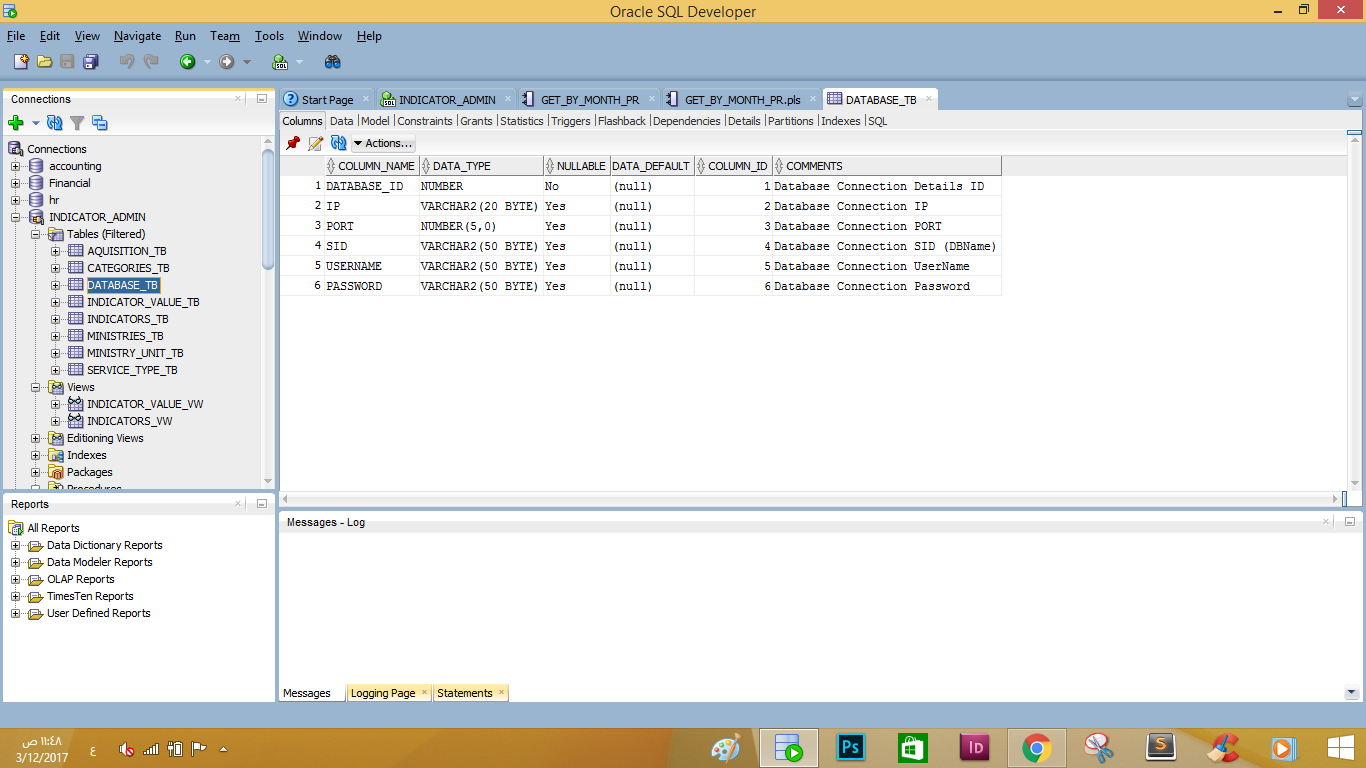 Oracle SQL Developer
File Edit View Navigate Run Team Tools Window Help
Connections
Connections
accounting
Financial
hr
INDICATOR_ADMIN
Tables (Filtered)
AQUISITION_TB
CATEGORIES_TB
DATABASE_TB
INDICATOR_VALUE_TB
INDICATORS_TB
MINISTRIES_TB
MINISTRY_UNIT_TB
SERVICE_TYPE_TB
Views
INDICATOR_VALUE_VW
INDICATORS_VW
Editioning Views
Indexes
Packages
Procedures
Reports
All Reports
Data Dictionary Reports
Data Modeler Reports
OLAP Reports
TimesTen Reports
User Defined Reports
Start Page INDICATOR_ADMIN GET_BY_MONTH_PR GET_BY_MONTH_PR.pls DATABASE_TB
Columns Data Model Constraints Grants Statistics Triggers Flashback Dependencies Details Partitions Indexes SQL
Actions...
COLUMN_NAME DATA_TYPE NULLABLE DATA_DEFAULT COLUMN_ID COMMENTS
1 DATABASE_ID NUMBER No (null) 1 Database Connection Details ID
2 IP VARCHAR2(20 BYTE) Yes (null) 2 Database Connection IP
3 PORT NUMBER(5,0) Yes (null) 3 Database Connection PORT
4 SID VARCHAR2(50 BYTE) Yes (null) 4 Database Connection SID (DBName)
5 USERNAME VARCHAR2(50 BYTE) Yes (null) 5 Database Connection UserName
6 PASSWORD VARCHAR2(50 BYTE) Yes (null) 6 Database Connection Password
Messages - Log
Messages Logging Page Statements
١١:٤٨ ص
3/12/2017
ع
Ps
Id
S